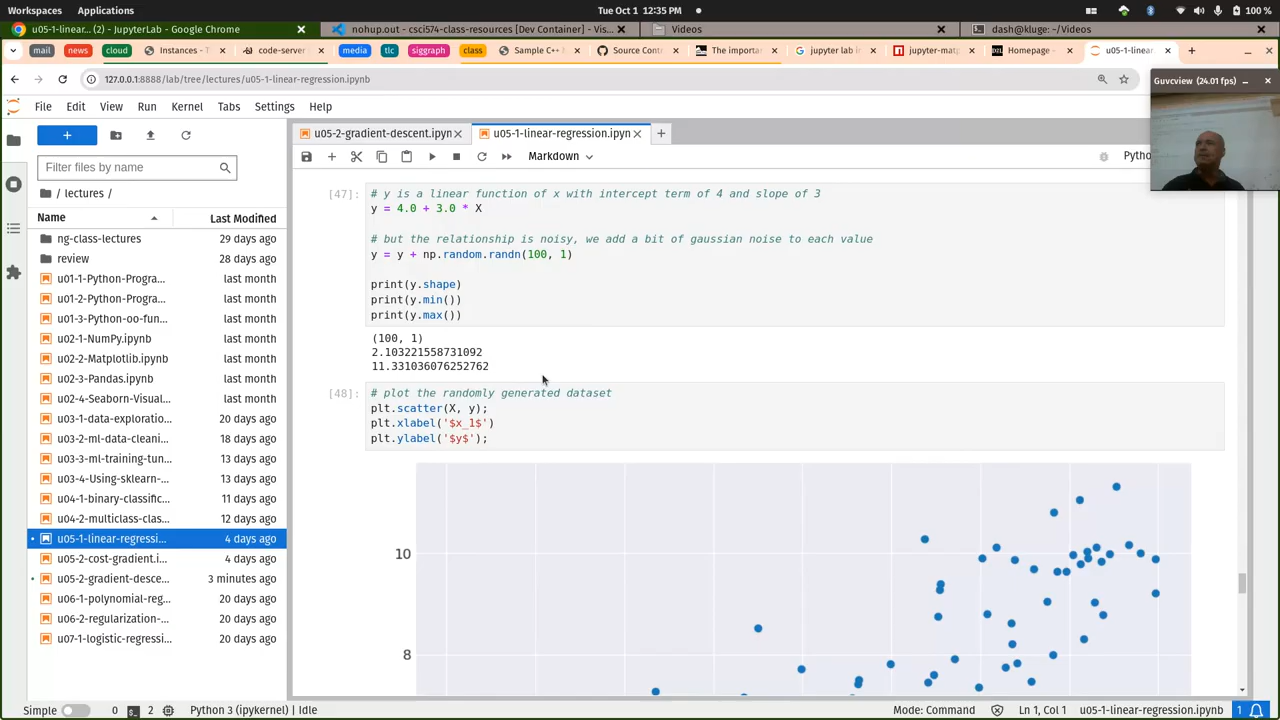 Workspaces Applications Tue Oct 1 12:35 PM 100 %
u05-1-linear... (2) - JupyterLab - Google Chrome
nohup.out - csci574-class-resources [Dev Container] - Vis...
Videos
dash@kluge: ~/Videos
mail news cloud Instances - code-server media tlc siggraph class Sample C++ Source Cont The important jupyter lab jupyter-mat Homepage - u05-1-linear
127.0.0.1:8888/lab/tree/lectures/u05-1-linear-regression.ipynb
Guvcview (24.01 fps)
File Edit View Run Kernel Tabs Settings Help
u05-2-gradient-descent.ipyn
u05-1-linear-regression.ipyn
Markdown
Pytho
Filter files by name
/ lectures /
Name Last Modified
ng-class-lectures 29 days ago
review 28 days ago
u01-1-Python-Progra... last month
u01-2-Python-Progra... last month
u01-3-Python-oo-fun... last month
u02-1-NumPy.ipynb last month
u02-2-Matplotlib.ipynb last month
u02-3-Pandas.ipynb last month
u02-4-Seaborn-Visual... last month
u03-1-data-exploratio... 20 days ago
u03-2-ml-data-cleani... 18 days ago
u03-3-ml-training-tun... 13 days ago
u03-4-Using-sklearn-... 13 days ago
u04-1-binary-classific... 11 days ago
u04-2-multiclass-clas... 12 days ago
u05-1-linear-regressi... 4 days ago
u05-2-cost-gradient.i... 4 days ago
u05-2-gradient-desce... 3 minutes ago
u06-1-polynomial-reg... 20 days ago
u06-2-regularization-... 20 days ago
u07-1-logistic-regressi... 20 days ago
[47]: # y is a linear function of x with intercept term of 4 and slope of 3
y = 4.0 + 3.0 * X
# but the relationship is noisy, we add a bit of gaussian noise to each value
y = y + np.random.randn(100, 1)
print(y.shape)
print(y.min())
print(y.max())
(100, 1)
2.103221558731092
11.331036076252762
[48]: # plot the randomly generated dataset
plt.scatter(X, y);
plt.xlabel('$x_1$')
plt.ylabel('$y$');
10
8
Simple 0 2 Python 3 (ipykernel) | Idle Mode: Command Ln 1, Col 1 u05-1-linear-regression.ipynb 1